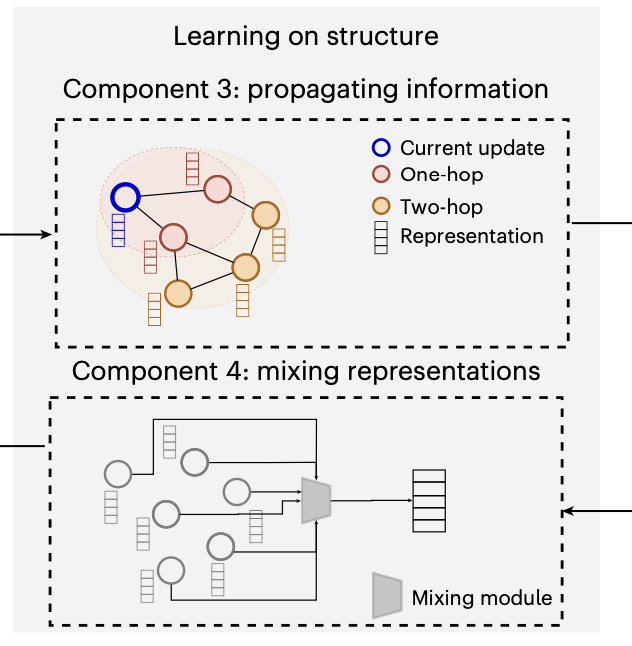 Learning on structure
Component 3: propagating information
Current update
One-hop
Two-hop
Representation
Component 4: mixing representations
Mixing module